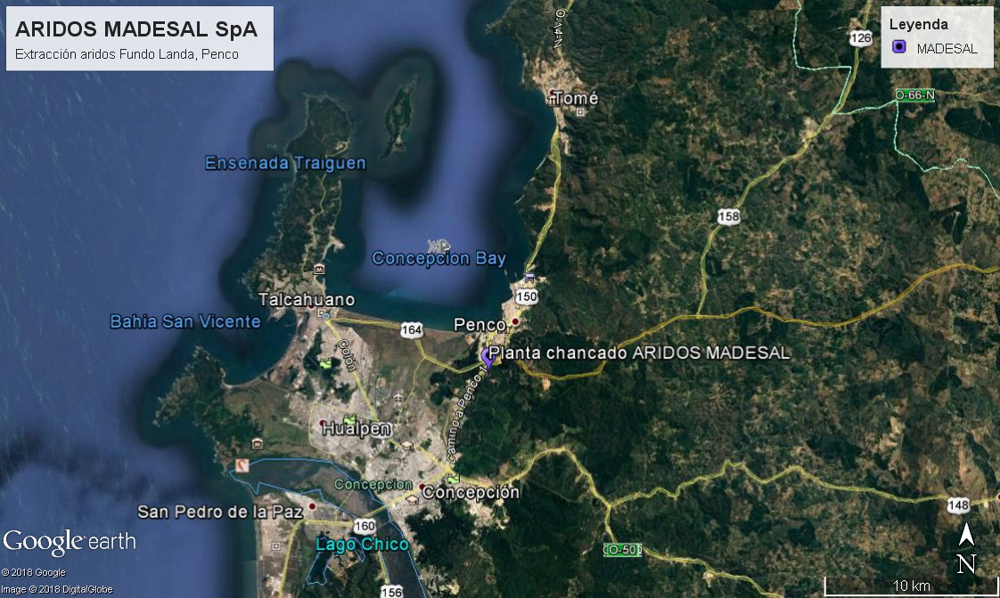 ARIDOS MADESAL SpA
Extracción aridos Fundo Landa, Penco
Leyenda
MADESAL
O-14-N
126
O-66-N
Tomé
Ensenada Traiguen
158
Concepcion Bay
150
Talcahuano
Bahia San Vicente
164
Penco
Planta chancado ARIDOS MADESAL
Colón
Camino a Penco
Hualpen
Concepcion
Concepción
148
San Pedro de la Paz
160
Lago Chico
O-50
156
Google earth
© 2018 Google
Image © 2018 DigitalGlobe
N
10 km